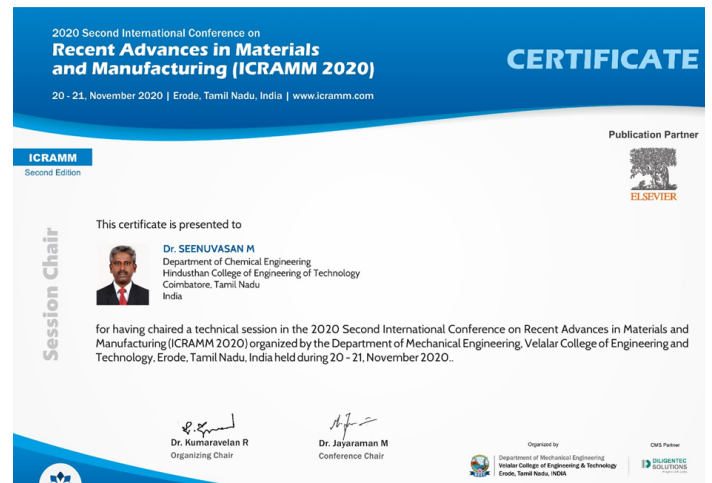 2020 Second International Conference on
Recent Advances in Materials
and Manufacturing (ICRAMM 2020)
20 - 21, November 2020 | Erode, Tamil Nadu, India | www.icramm.com
CERTIFICATE
Publication Partner
ELSEVIER
ICRAMM
Second Edition
Session Chair
This certificate is presented to
Dr. SEENUVASAN M
Department of Chemical Engineering
Hindusthan College of Engineering of Technology
Coimbatore, Tamil Nadu
India
for having chaired a technical session in the 2020 Second International Conference on Recent Advances in Materials and
Manufacturing (ICRAMM 2020) organized by the Department of Mechanical Engineering, Velalar College of Engineering and
Technology, Erode, Tamil Nadu, India held during 20 - 21, November 2020..
Dr. Kumaravelan R
Organizing Chair
Dr. Jayaraman M
Conference Chair
Organized by
Department of Mechanical Engineering
Velalar College of Engineering & Technology
Erode, Tamil Nadu, INDIA
CMS Partner
DILIGENTEC
SOLUTIONS